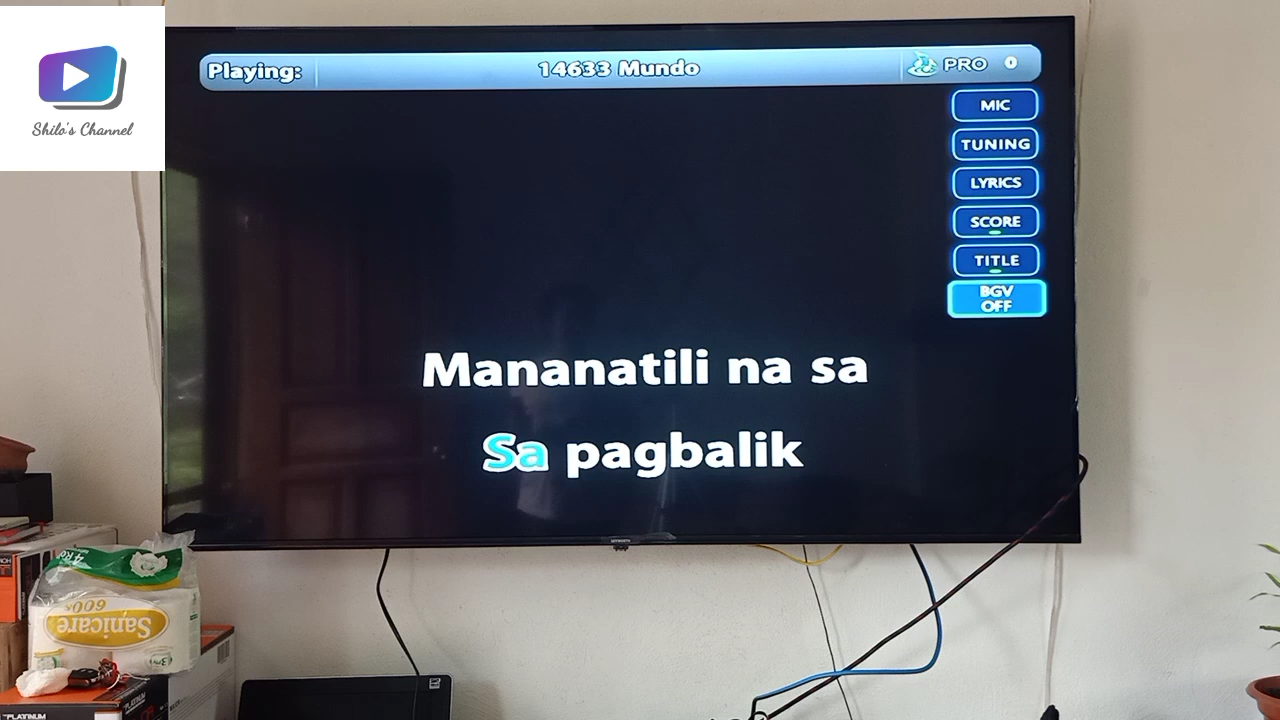 Shilo's Channel
Playing:
14633 Mundo
PRO 0
MIC
TUNING
LYRICS
SCORE
TITLE
BGV
OFF
Mananatili na sa
Sa pagbalik
Sanicare
600s
PLATINUM
PLATINUM